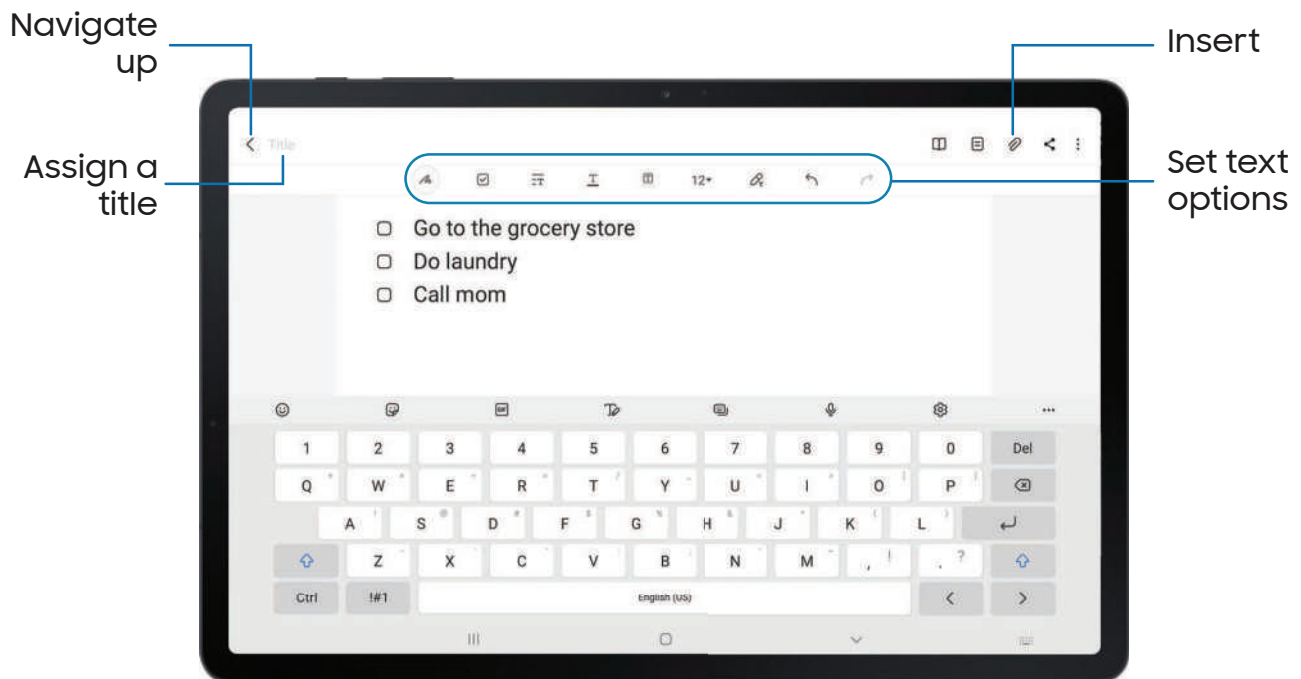 Navigate
up
Insert
Title
Assign a
title
Set text
options
12
Go to the grocery store
Do laundry
Call mom
GIF
1 2 3 4 5 6 7 8 9 0 Del
Q W E R T Y U I O P
A S D F G H J K L
Z X C V B N M , ! . ?
Ctrl !#1 English (US) < >